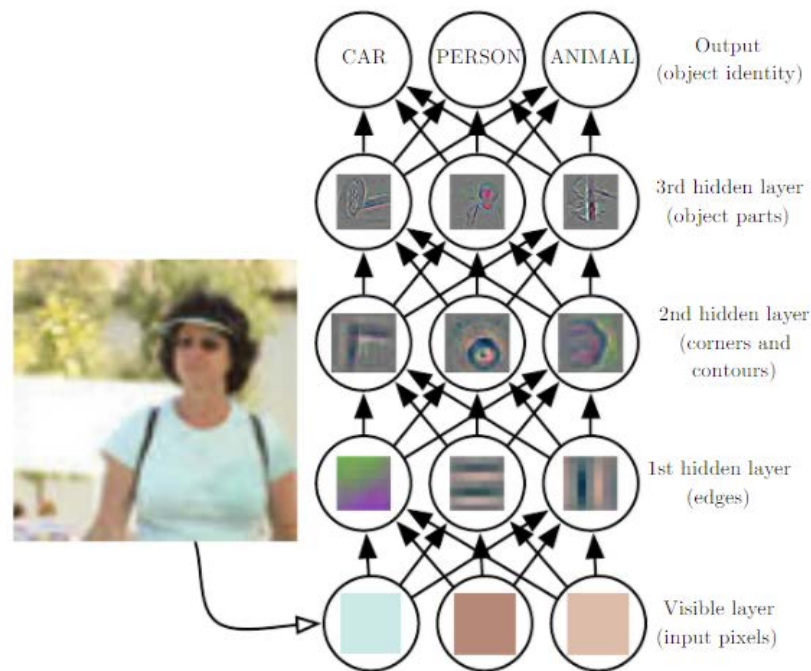 CAR PERSON ANIMAL
Output
(object identity)
3rd hidden layer
(object parts)
2nd hidden layer
(corners and
contours)
1st hidden layer
(edges)
Visible layer
(input pixels)